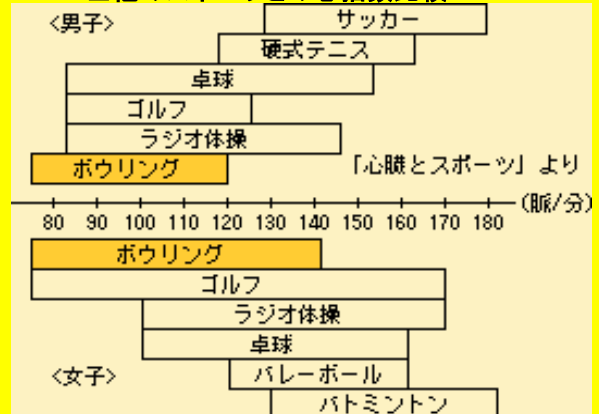 <男子>
サッカー
硬式テニス
卓球
ゴルフ
ラジオ体操
ボウリング
「心臓とスポーツ」より
80 90 100 110 120 130 140 150 160 170 180 (脈/分)
ボウリング
ゴルフ
ラジオ体操
卓球
<女子>
バレーボール
バトミントン